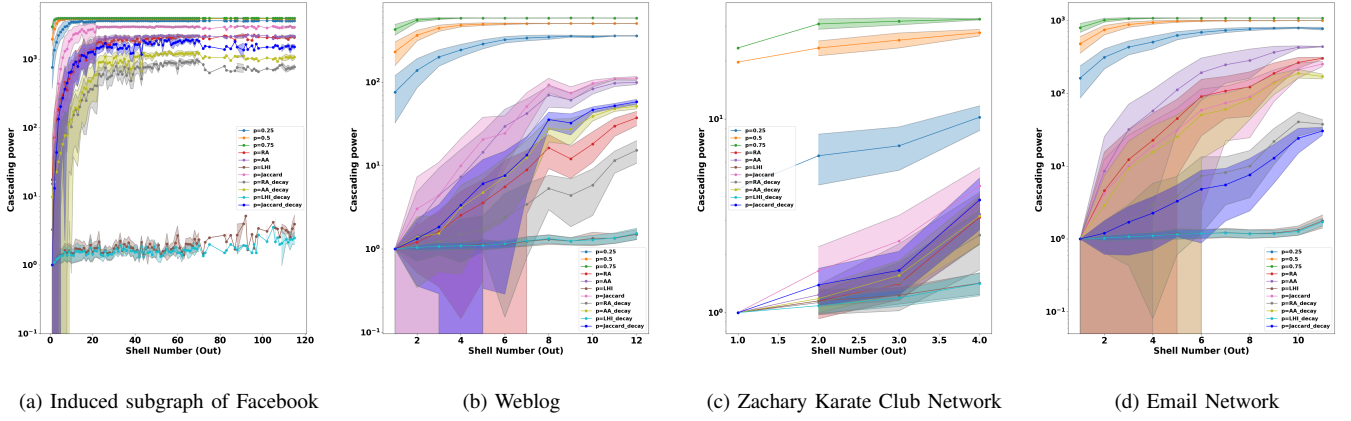 10³
10²
10¹
10⁰
10⁻¹
Cascading power
0 20 40 60 80 100 120
Shell Number (Out)
p=0.25
p=0.5
p=0.75
p=RA
p=AA
p=LHI
p=Jaccard
p=RA_decay
p=AA_decay
p=LHI_decay
p=Jaccard_decay
(a) Induced subgraph of Facebook
10²
10¹
10⁰
10⁻¹
Cascading power
2 4 6 8 10 12
Shell Number (Out)
p=0.25
p=0.5
p=0.75
p=RA
p=AA
p=LHI
p=Jaccard
p=RA_decay
p=AA_decay
p=LHI_decay
p=Jaccard_decay
(b) Weblog
10¹
10⁰
Cascading power
1.0 1.5 2.0 2.5 3.0 3.5 4.0
Shell Number (Out)
p=0.25
p=0.5
p=0.75
p=RA
p=AA
p=LHI
p=Jaccard
p=RA_decay
p=AA_decay
p=LHI_decay
p=Jaccard_decay
(c) Zachary Karate Club Network
10³
10²
10¹
10⁰
10⁻¹
Cascading power
2 4 6 8 10
Shell Number (Out)
p=0.25
p=0.5
p=0.75
p=RA
p=AA
p=LHI
p=Jaccard
p=RA_decay
p=AA_decay
p=LHI_decay
p=Jaccard_decay
(d) Email Network